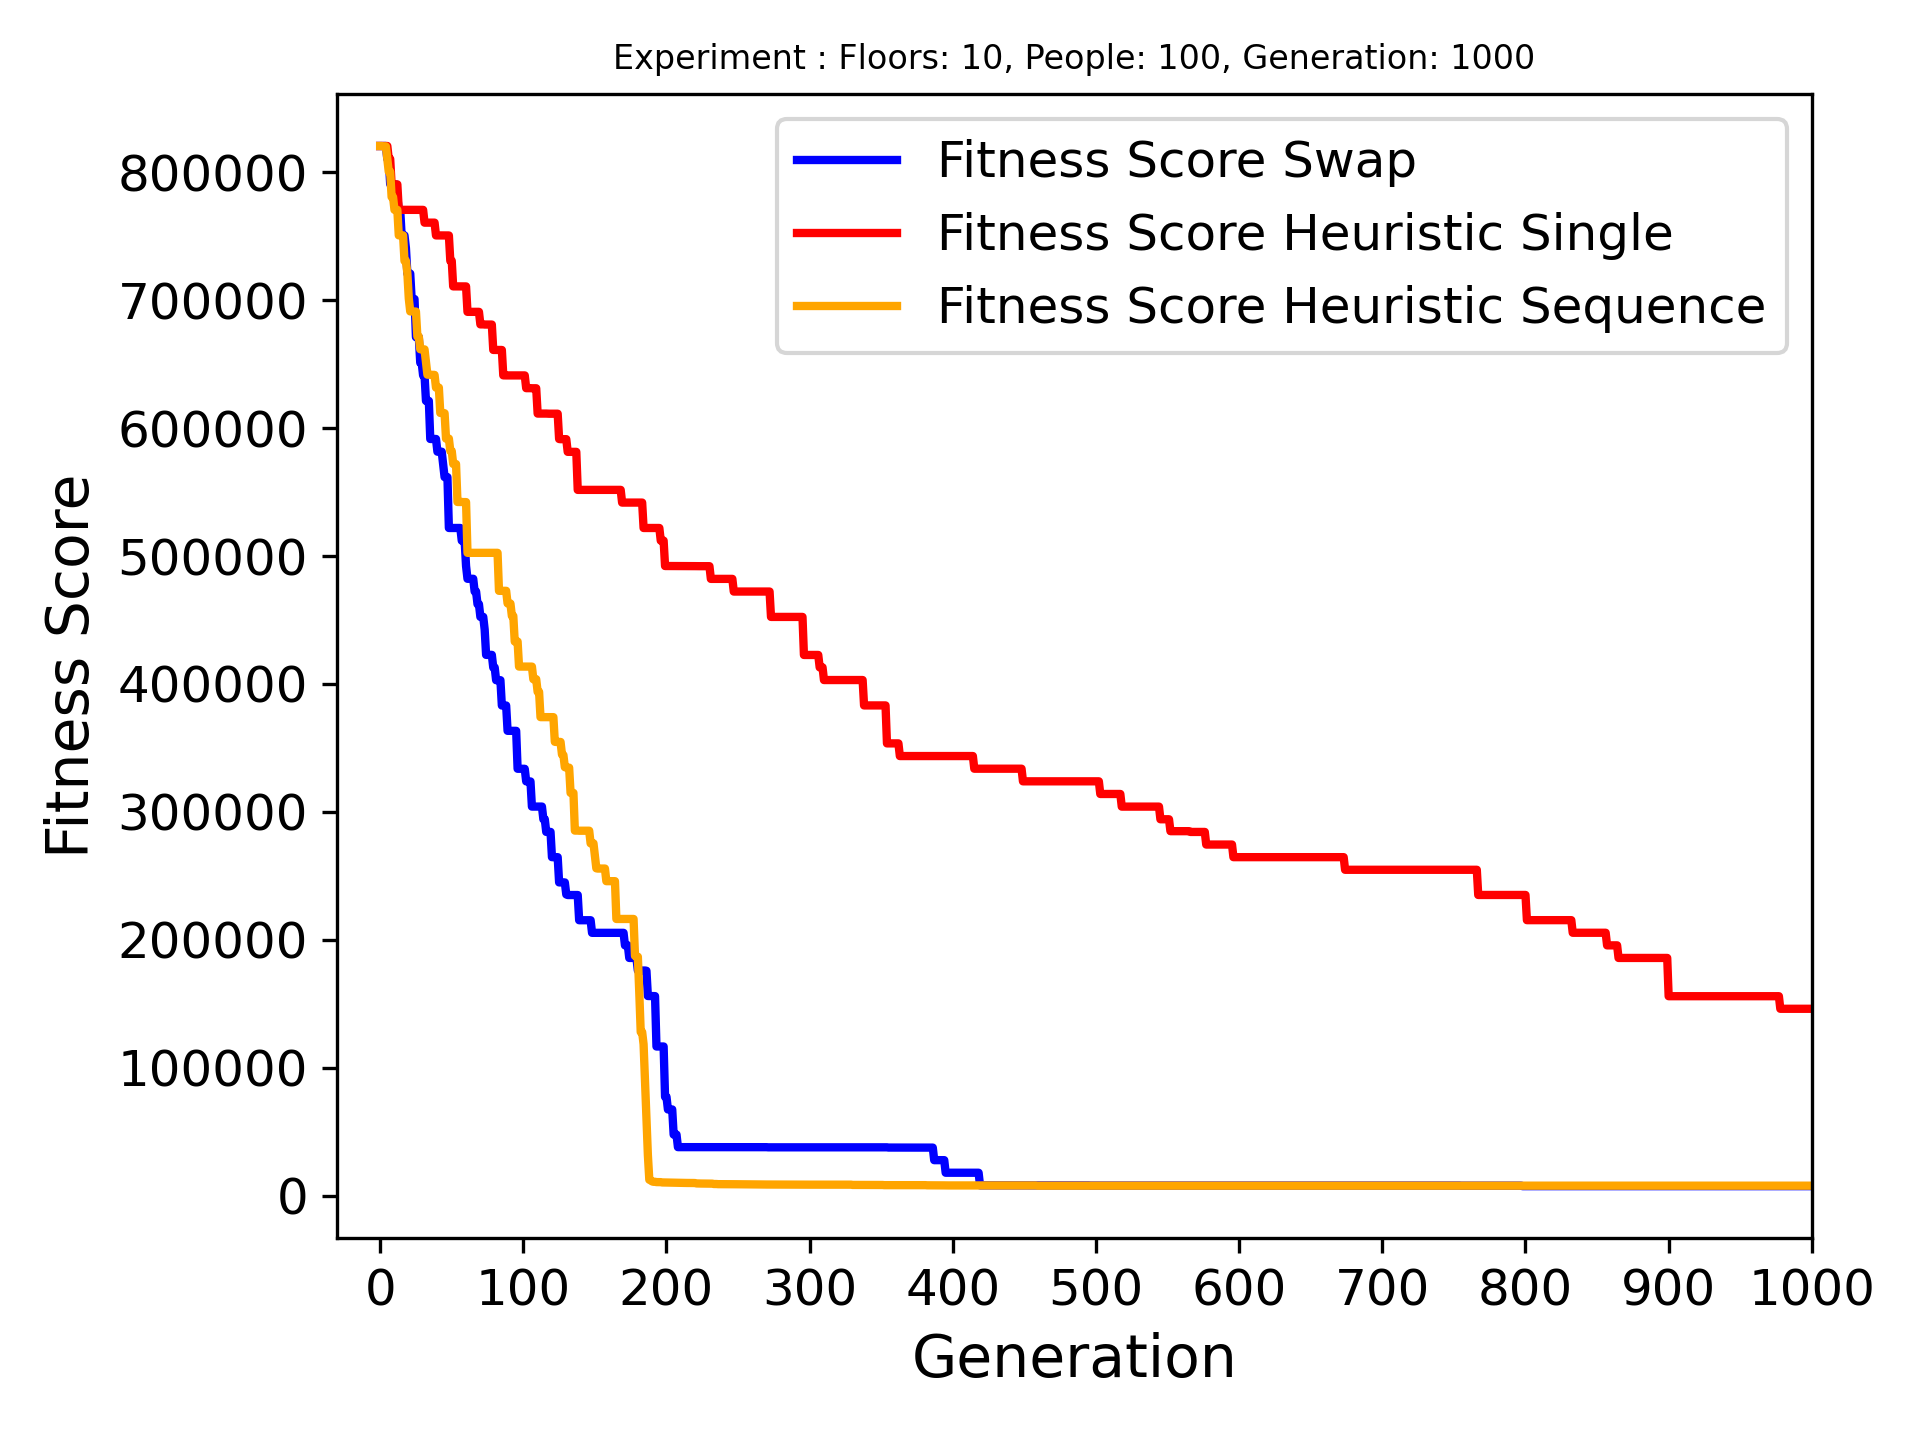 Experiment : Floors: 10, People: 100, Generation: 1000
Fitness Score Swap
Fitness Score Heuristic Single
Fitness Score Heuristic Sequence
Fitness Score
800000
700000
600000
500000
400000
300000
200000
100000
0
0 100 200 300 400 500 600 700 800 900 1000
Generation